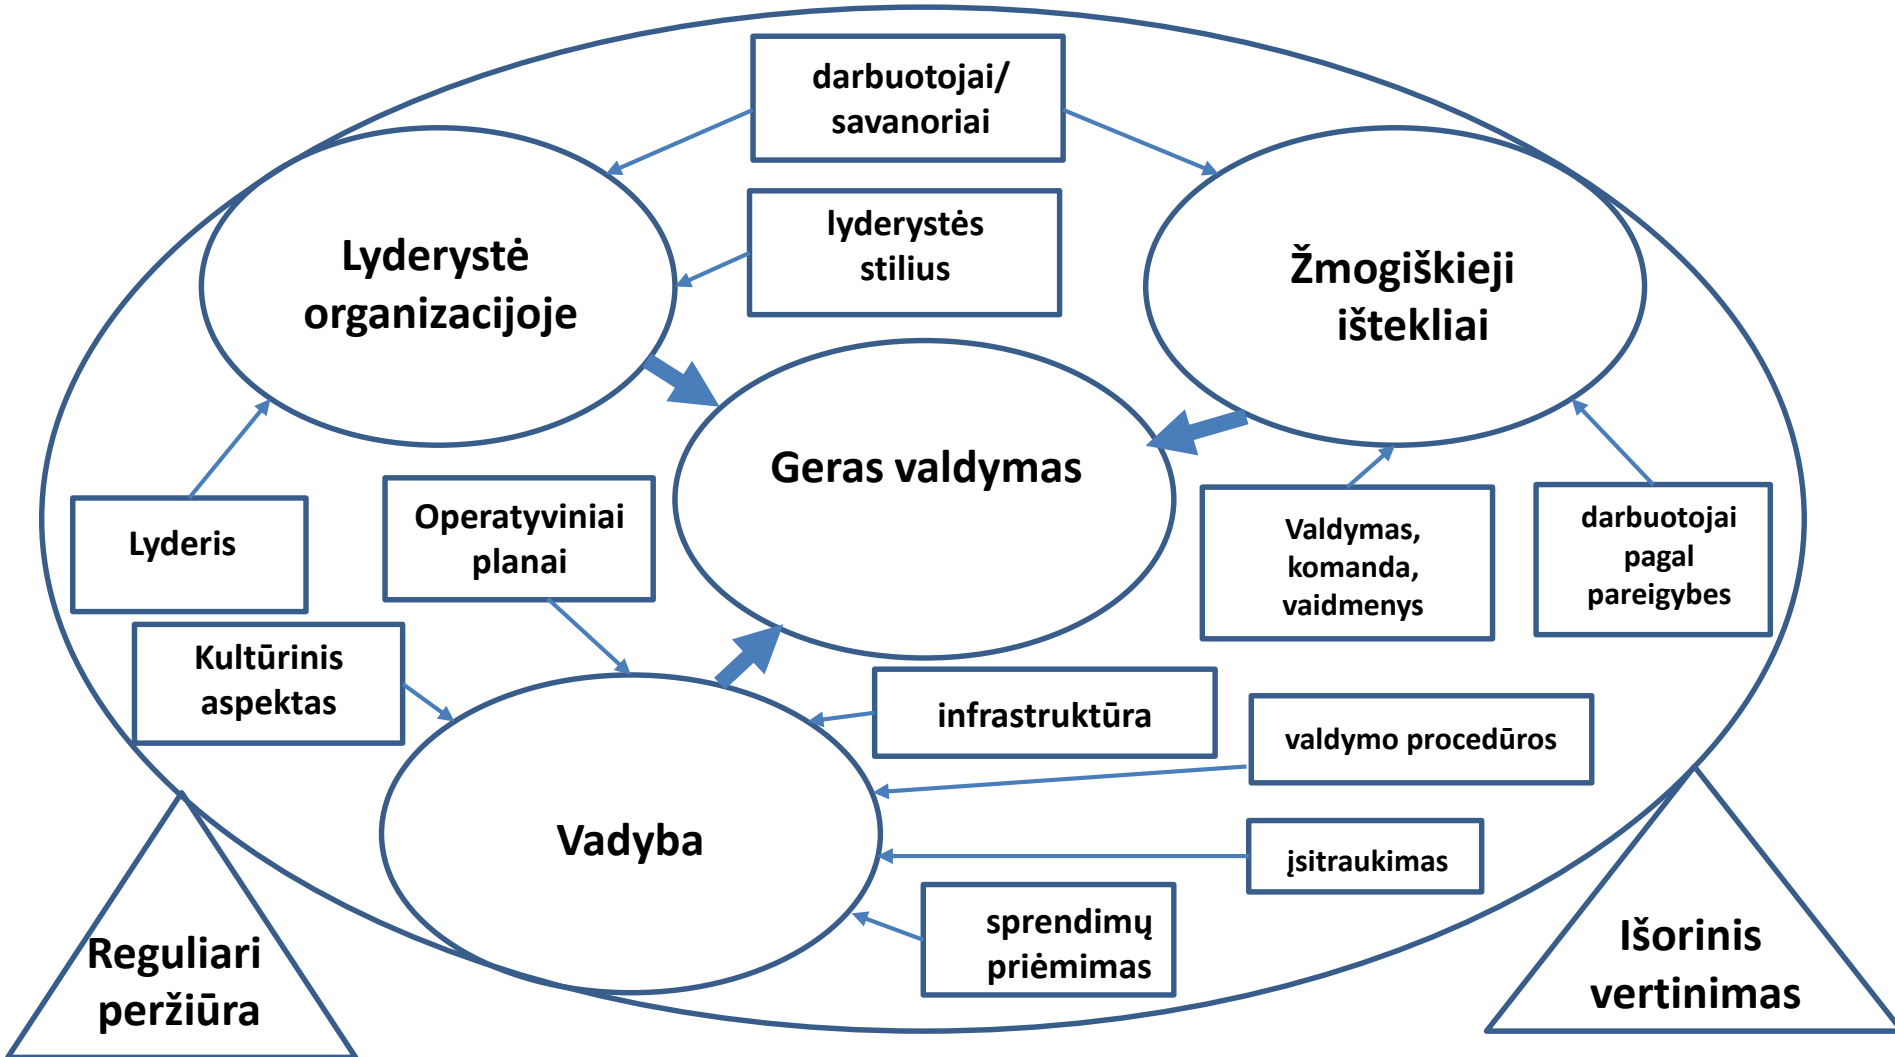 darbuotojai/
savanoriai
lyderystės
stilius
Lyderystė
organizacijoje
Žmogiškieji
ištekliai
Geras valdymas
Lyderis
Operatyviniai
planai
Valdymas,
komanda,
vaidmenys
darbuotojai
pagal
pareigybes
Kultūrinis
aspektas
infrastruktūra
valdymo procedūros
Vadyba
įsitraukimas
sprendimų
priėmimas
Reguliari
peržiūra
Išorinis
vertinimas